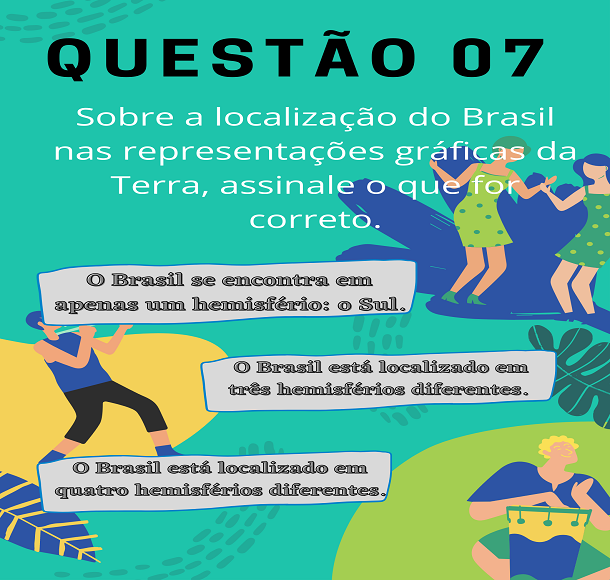 QUESTÃO 07
Sobre a localização do Brasil
nas representações gráficas da
Terra, assinale o que for
correto.
O Brasil se encontra em
apenas um hemisfério: o Sul.
O Brasil está localizado em
três hemisférios diferentes.
O Brasil está localizado em
quatro hemisférios diferentes.